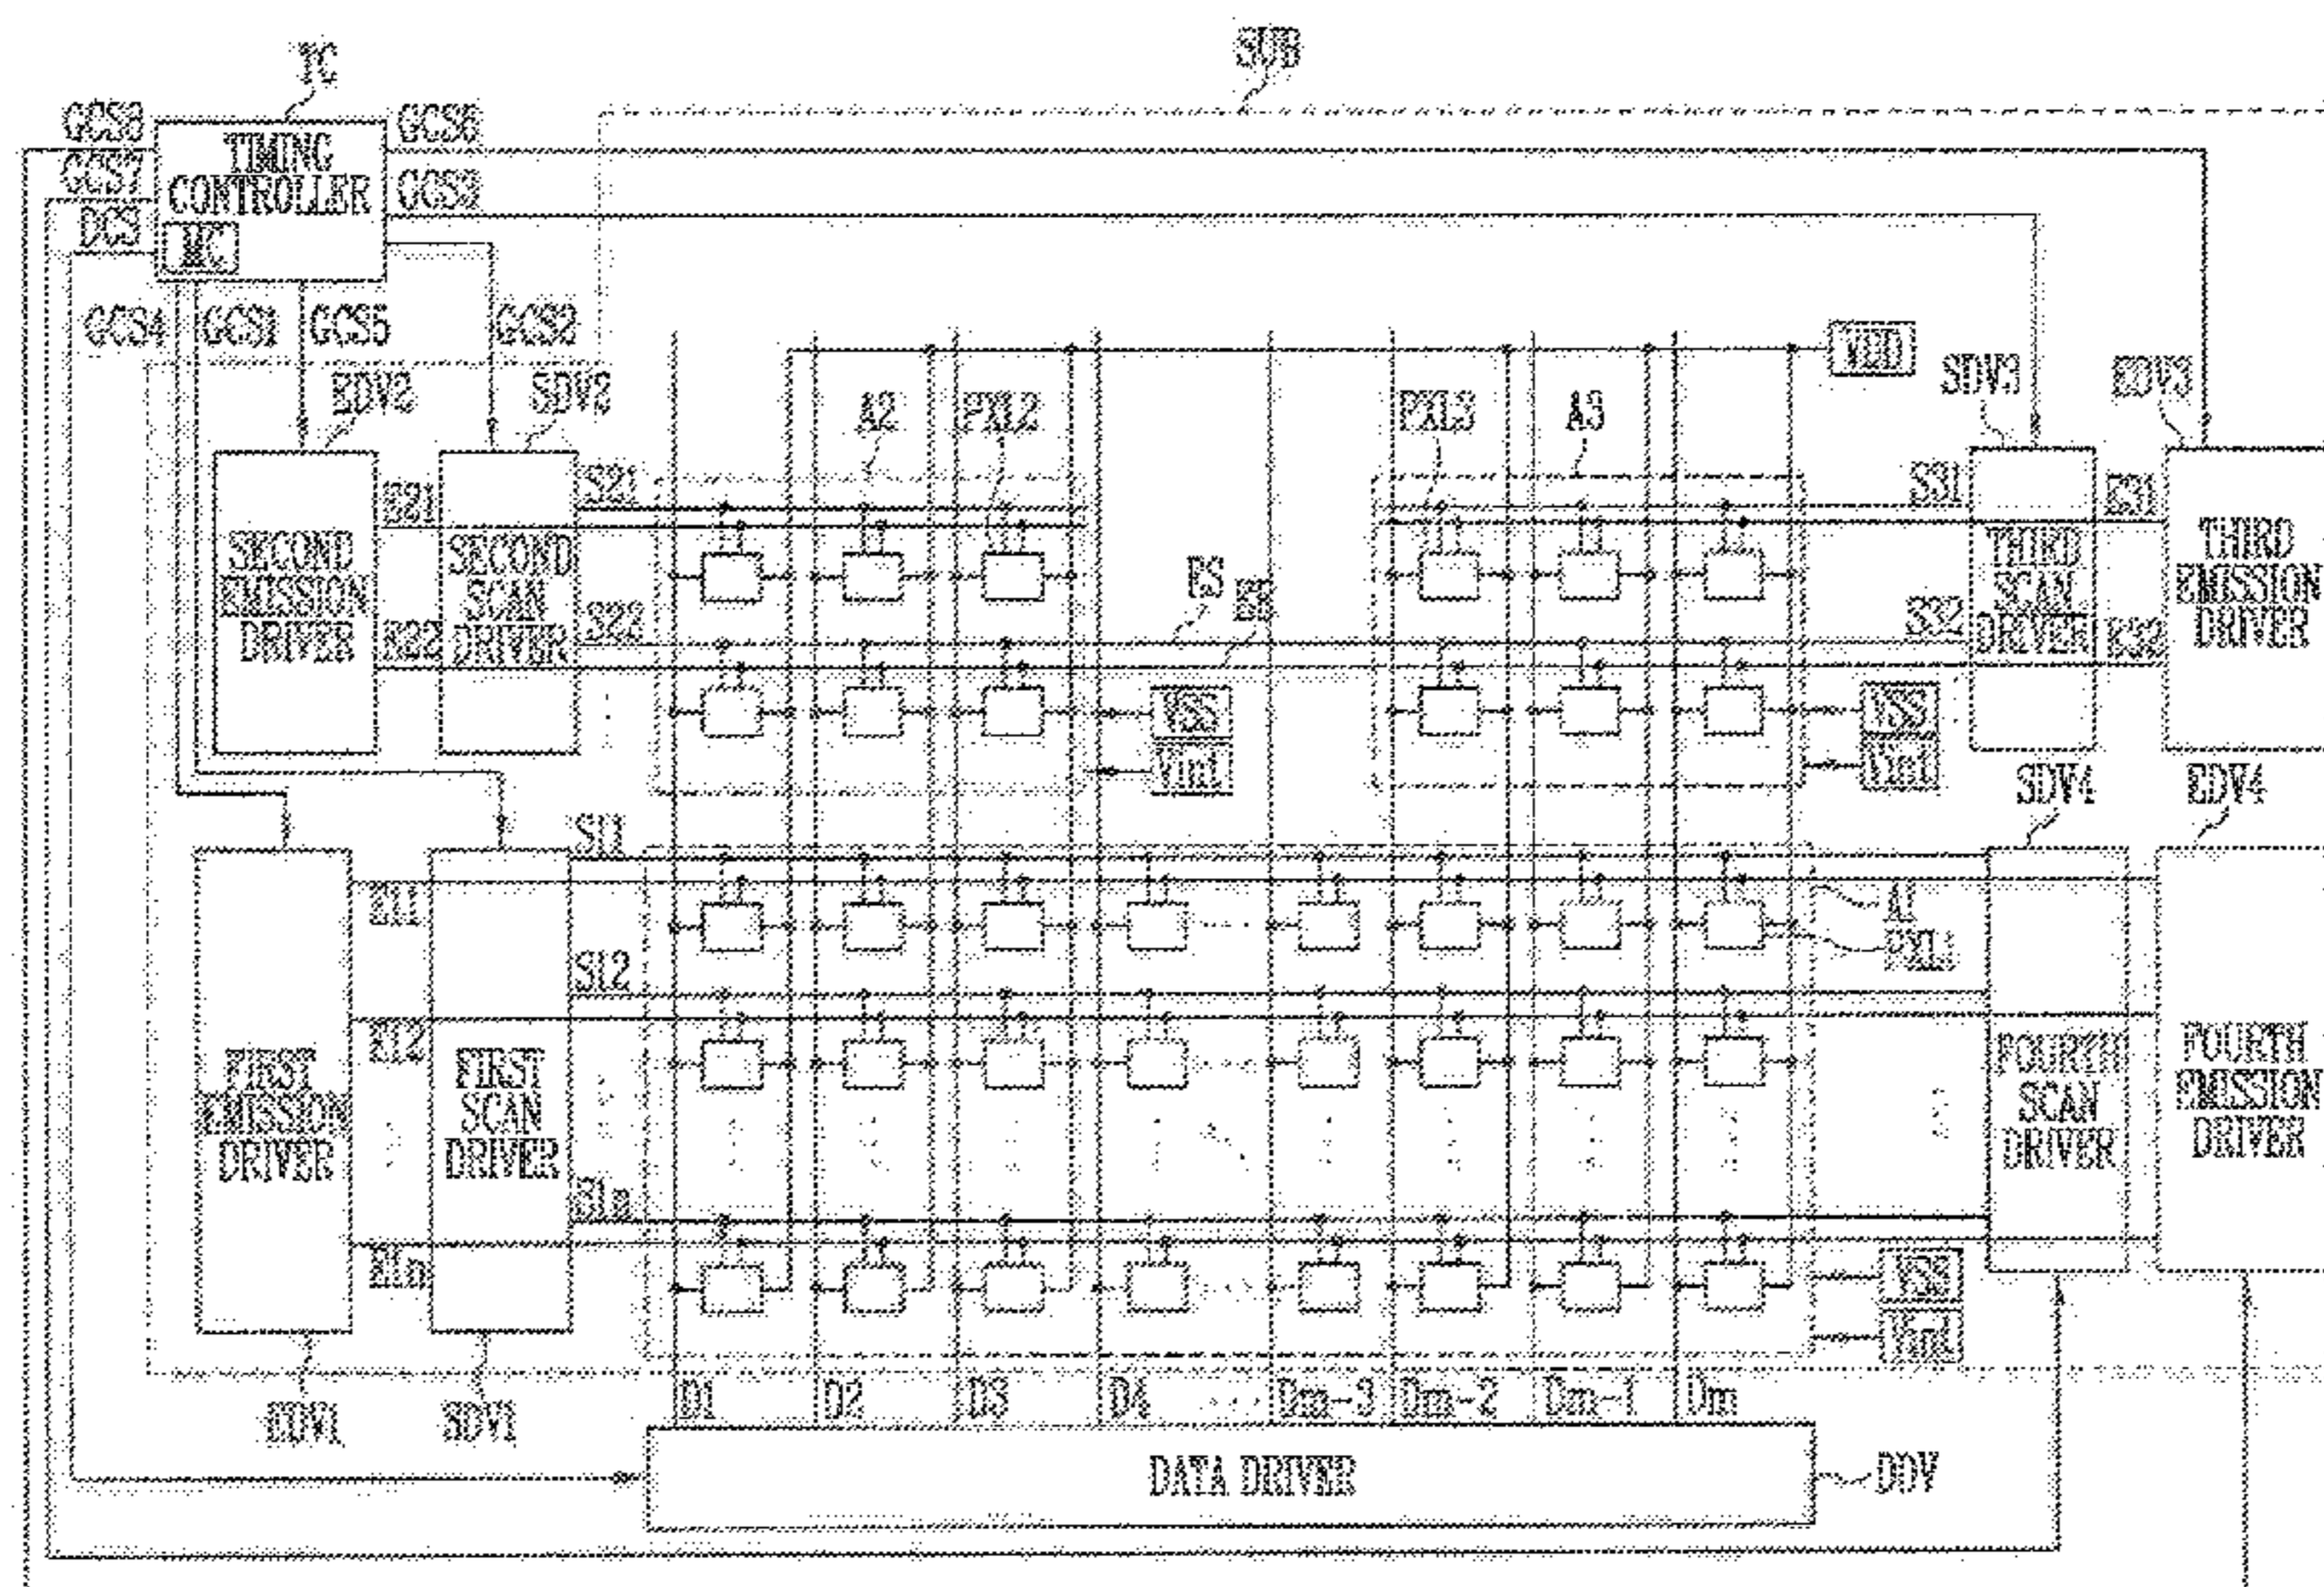 TC
SUB
GCS8
GCS6
TIMING
CONTROLLER
GCS7
GCS3
DCS
MC
GCS4
GCS1
GCS5
GCS2
VDD
EDV2
SDV2
A2
PXL2
PXL3
A3
SDV3
EDV3
E21
S21
S31
E31
SECOND
EMISSION
DRIVER
SECOND
SCAN
DRIVER
THIRD
SCAN
DRIVER
THIRD
EMISSION
DRIVER
ES
E22
S22
S32
E32
VSS
Vint
VSS
Vint
SDV4
EDV4
S11
E11
A1
PXL1
S12
E12
FIRST
EMISSION
DRIVER
FIRST
SCAN
DRIVER
FOURTH
SCAN
DRIVER
FOURTH
EMISSION
DRIVER
S1n
E1n
VSS
Vint
EDV1
SDV1
D1
D2
D3
D4
Dm-3
Dm-2
Dm-1
Dm
DATA DRIVER
DDV